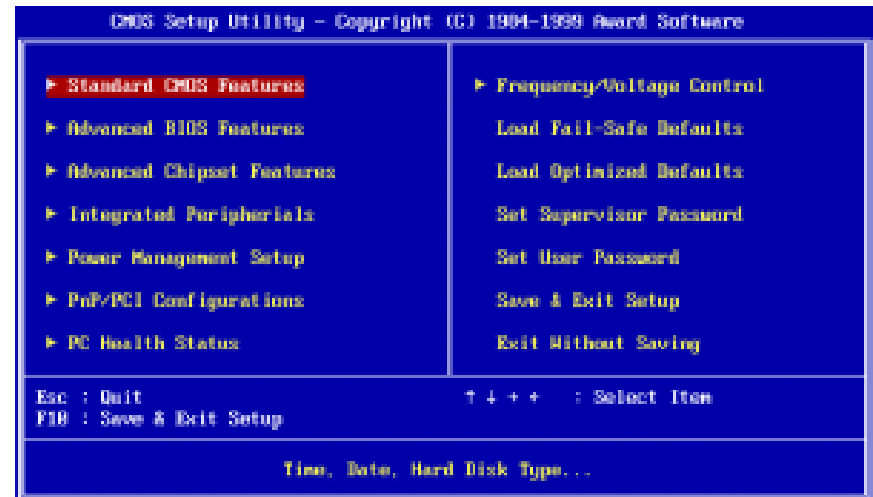 CMOS Setup Utility - Copyright (C) 1984-1999 Award Software
► Standard CMOS Features
► Advanced BIOS Features
► Advanced Chipset Features
► Integrated Peripherials
► Power Management Setup
► PnP/PCI Configurations
► PC Health Status
► Frequency/Voltage Control
Load Fail-Safe Defaults
Load Optimized Defaults
Set Supervisor Password
Set User Password
Save & Exit Setup
Exit Without Saving
Esc : Quit
F10 : Save & Exit Setup
↑ ↓ → ← : Select Item
Time, Date, Hard Disk Type...